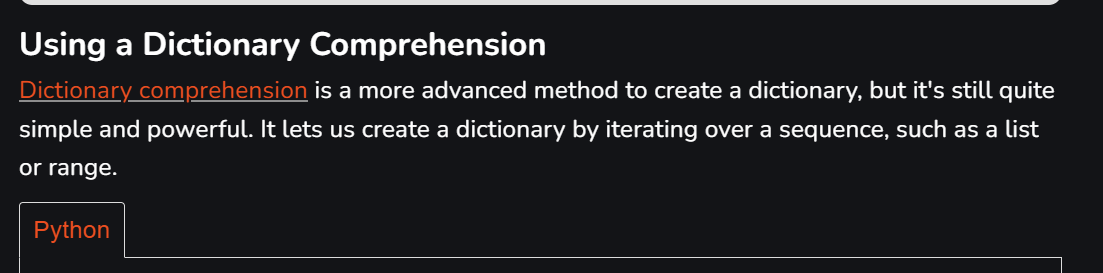 Using a Dictionary Comprehension
Dictionary comprehension is a more advanced method to create a dictionary, but it's still quite
simple and powerful. It lets us create a dictionary by iterating over a sequence, such as a list
or range.
Python